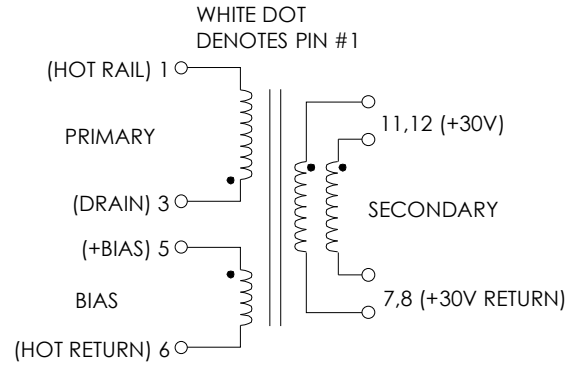 WHITE DOT
DENOTES PIN #1
(HOT RAIL) 1
PRIMARY
(DRAIN) 3
(+BIAS) 5
BIAS
(HOT RETURN) 6
11,12 (+30V)
SECONDARY
7,8 (+30V RETURN)